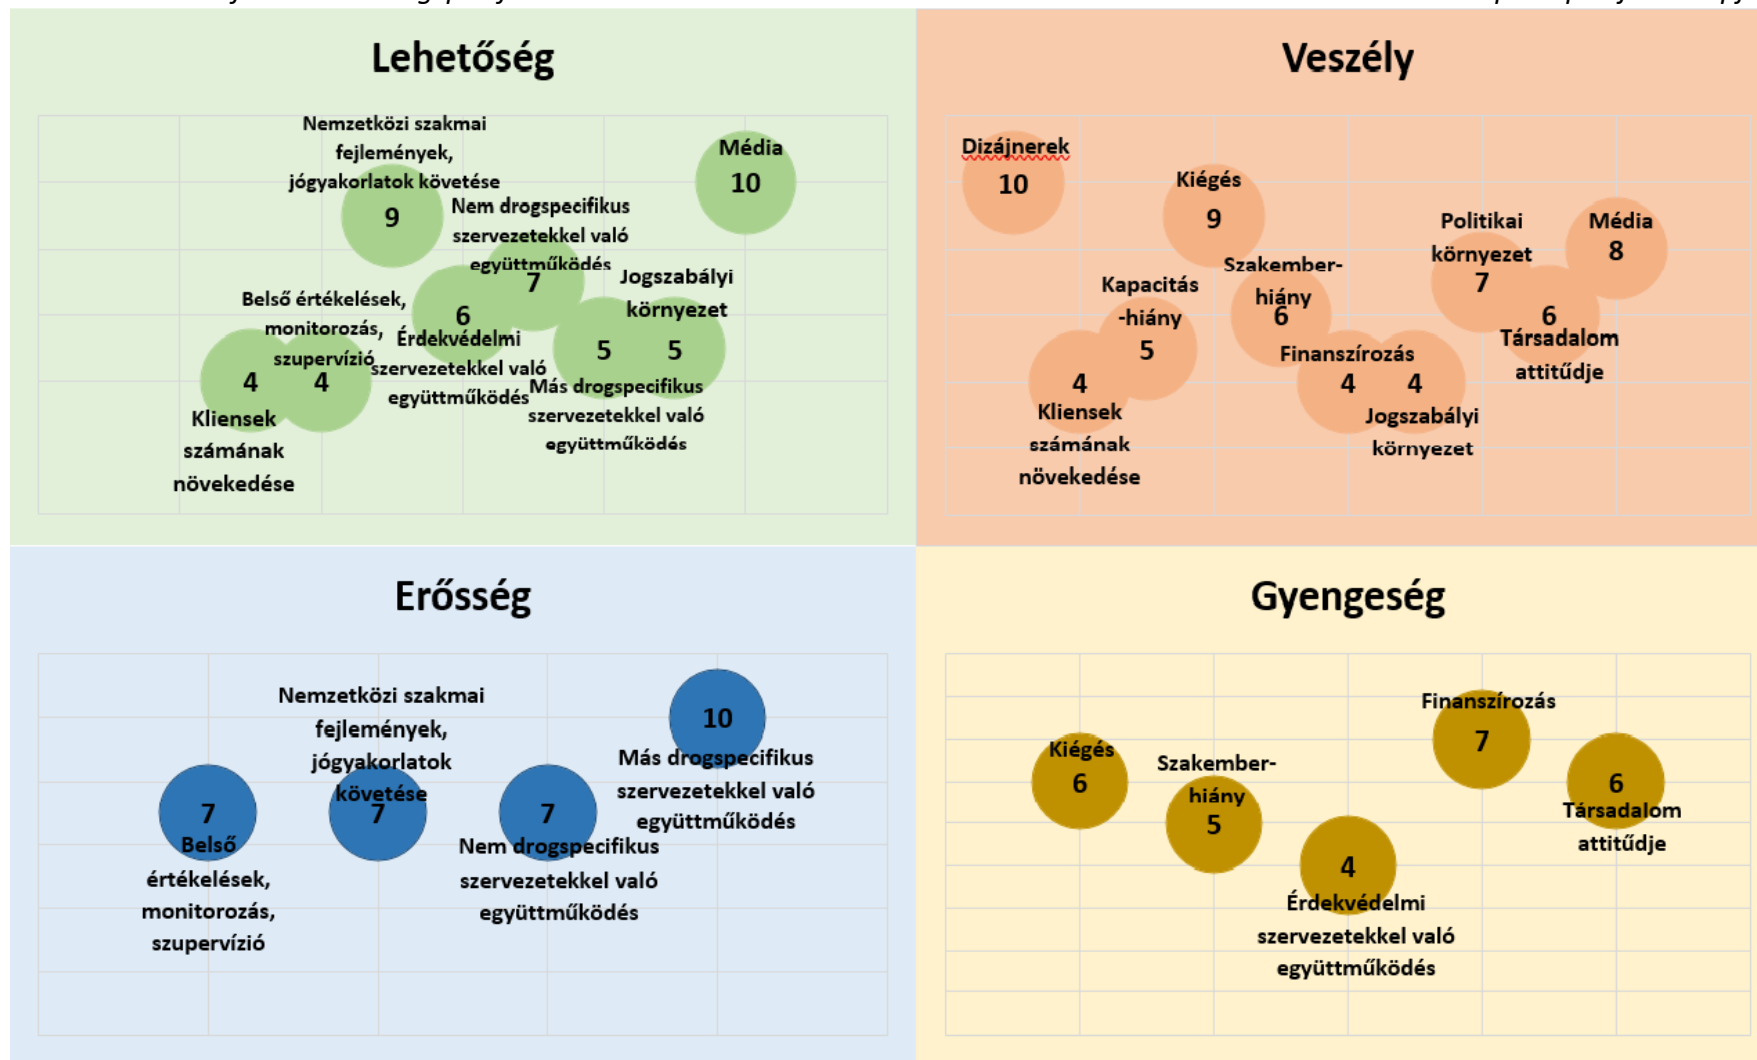 Lehetőség
Nemzetközi szakmai
fejlemények,
jógyakorlatok követése
9
Média
10
Nem drogspecifikus
szervezetekkel való
együttműködés
7
Jogszabályi
környezet
5
5
Más drogspecifikus
szervezetekkel való
együttműködés
6
Érdekvédelmi
szervezetekkel való
együttműködés
Belső értékelések,
monitorozás,
szupervízió
4
4
Kliensek
számának
növekedése
Veszély
Dizájnerek
10
Kiégés
9
Politikai
környezet
7
Média
8
Szakember-
hiány
6
Kapacitás
-hiány
5
6
Társadalom
attitűdje
Finanszírozás
4
4
Jogszabályi
környezet
4
Kliensek
számának
növekedése
Erősség
Nemzetközi szakmai
fejlemények,
jógyakorlatok
követése
7
10
Más drogspecifikus
szervezetekkel való
együttműködés
7
Belső
értékelések,
monitorozás,
szupervízió
7
Nem drogspecifikus
szervezetekkel való
együttműködés
Gyengeség
Kiégés
6
Szakember-
hiány
5
4
Érdekvédelmi
szervezetekkel való
együttműködés
Finanszírozás
7
6
Társadalom
attitűdje